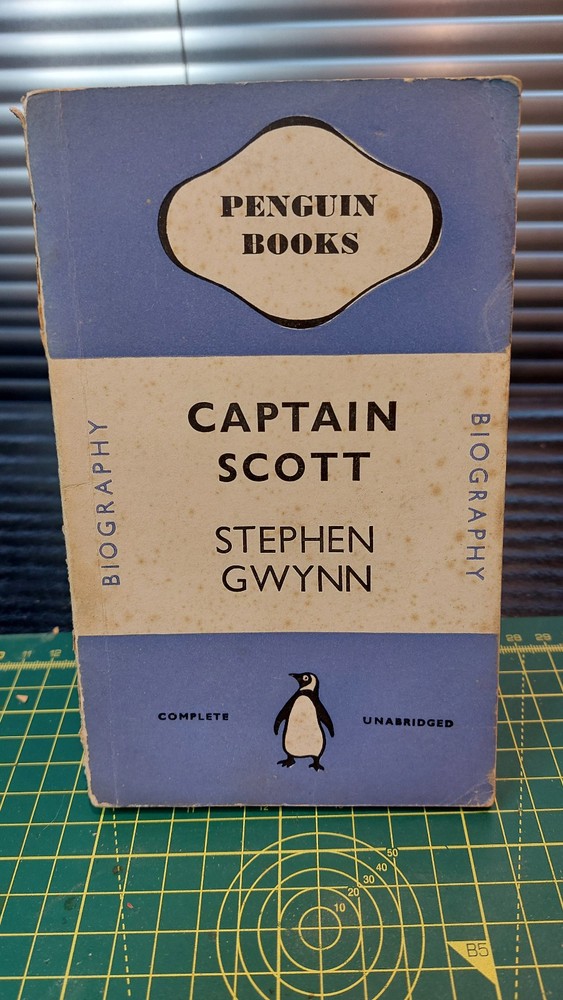 PENGUIN
BOOKS
CAPTAIN
SCOTT
STEPHEN
GWYNN
BIOGRAPHY
BIOGRAPHY
COMPLETE
UNABRIDGED
50
40
30
20
10
B5